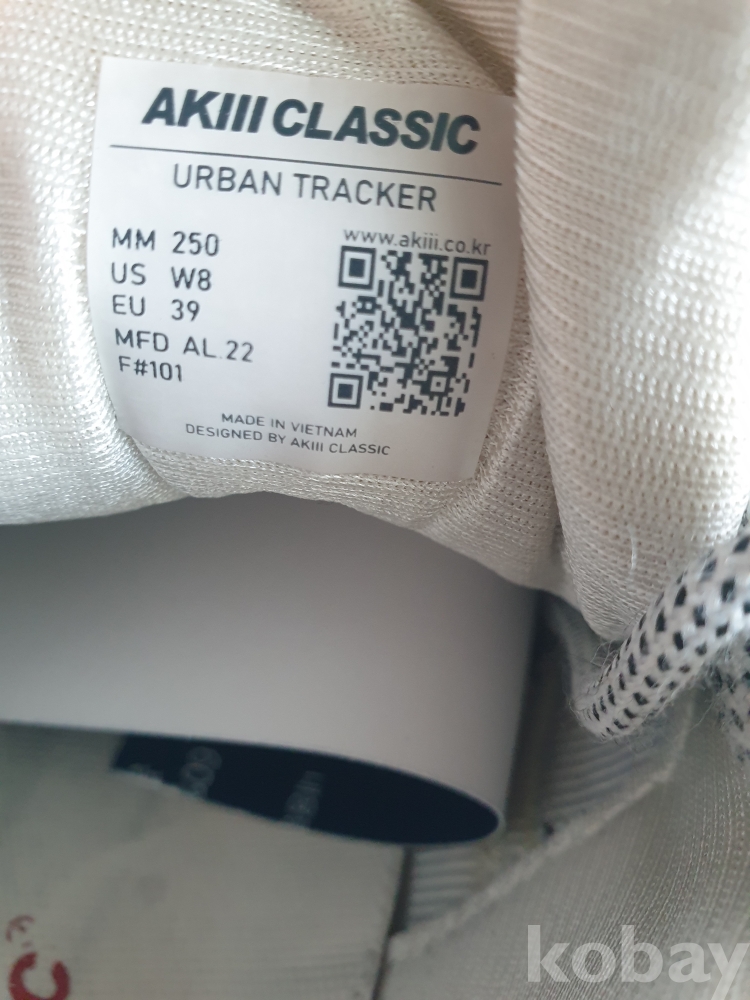 AKIII CLASSIC
URBAN TRACKER
MM 250
US W8
EU 39
MFD AL.22
F#101
www.akiii.co.kr
MADE IN VIETNAM
DESIGNED BY AKIII CLASSIC
kobay